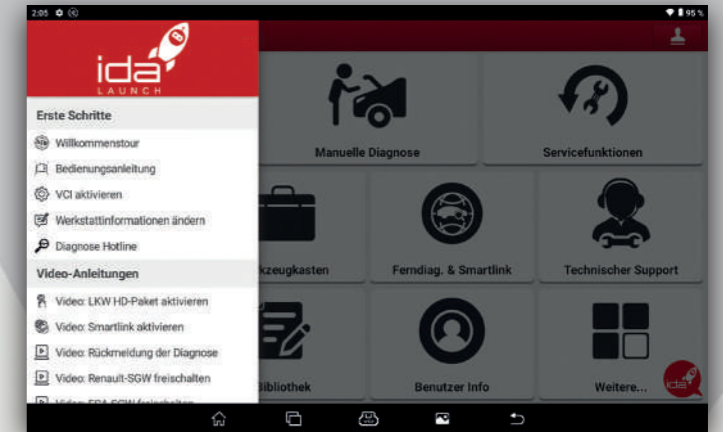 2:05
95 %
ida
LAUNCH
Erste Schritte
Willkommenstour
Bedienungsanleitung
VCI aktivieren
Werkstattinformationen ändern
Diagnose Hotline
Video-Anleitungen
Video: LKW HD-Paket aktivieren
Video: Smartlink aktivieren
Video: Rückmeldung der Diagnose
Video: Renault-SGW freischalten
Manuelle Diagnose
Servicefunktionen
kzeugkasten
Ferndiag. & Smartlink
Technischer Support
Bibliothek
Benutzer Info
Weitere...
ida